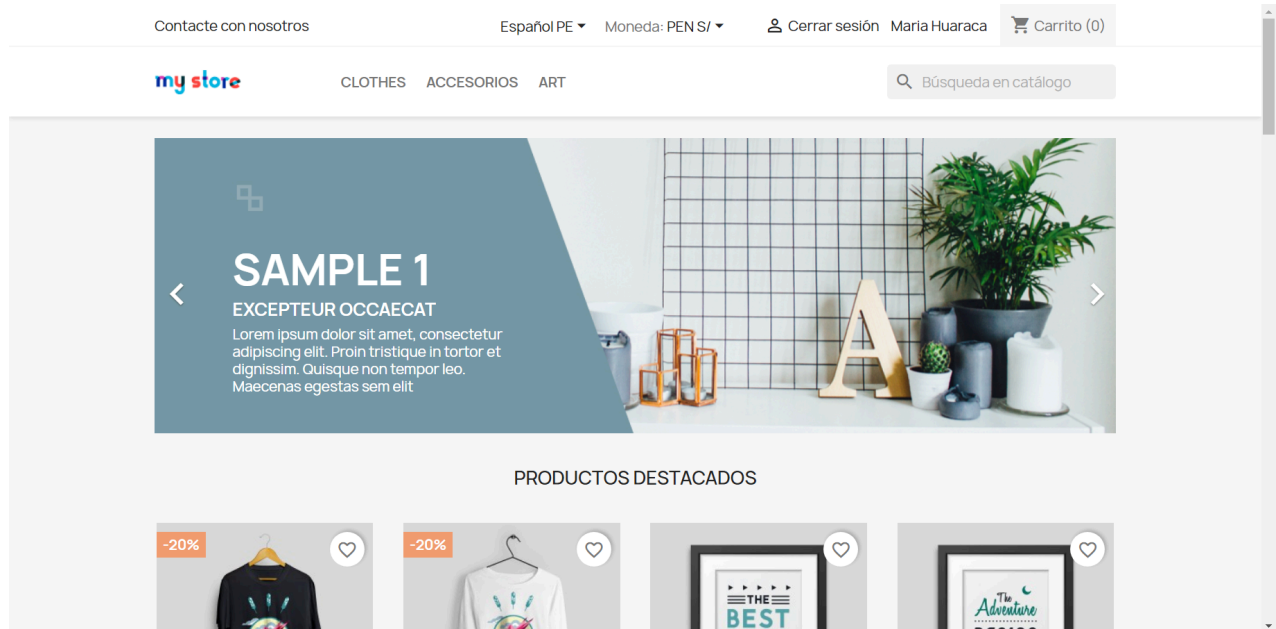 Contacte con nosotros
Español PE
Moneda: PEN S/
Cerrar sesión
Maria Huaraca
Carrito (0)
my store
CLOTHES
ACCESORIOS
ART
Búsqueda en catálogo
SAMPLE 1
EXCEPTEUR OCCAECAT
Lorem ipsum dolor sit amet, consectetur
adipiscing elit. Proin tristique in tortor et
dignissim. Quisque non tempor leo.
Maecenas egestas sem elit
A
PRODUCTOS DESTACADOS
-20%
-20%
THE
BEST
The
Adventure